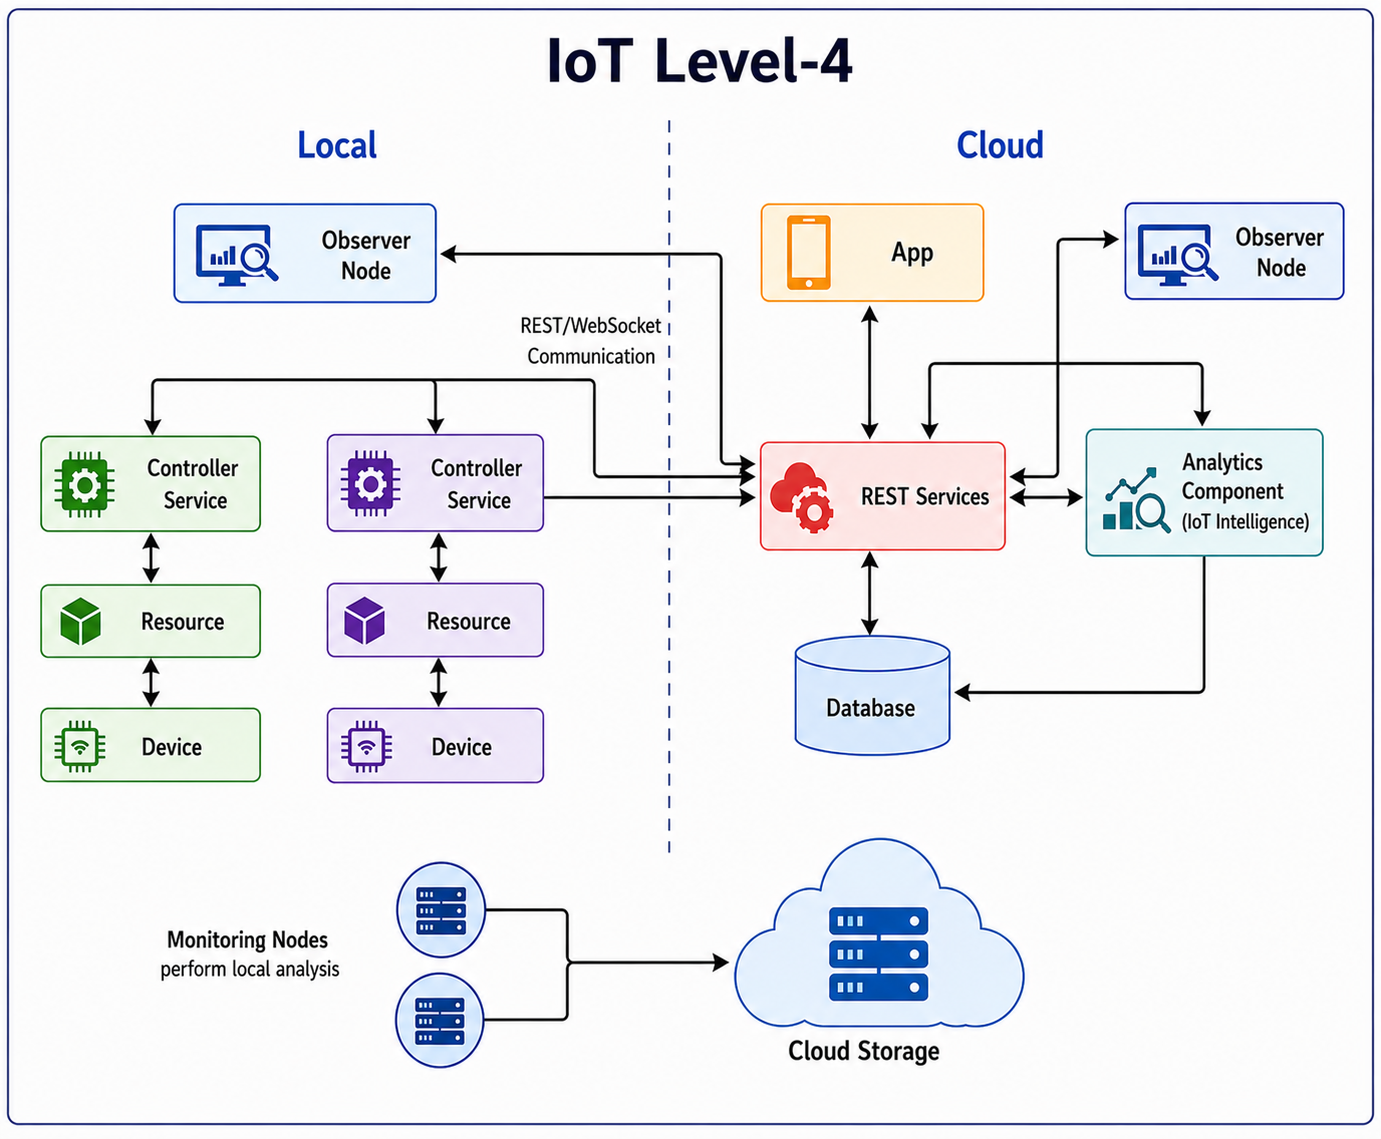 IoT Level-4
Local
Cloud
Observer
Node
App
Observer
Node
REST/WebSocket
Communication
Controller
Service
Controller
Service
REST Services
Analytics
Component
(IoT Intelligence)
Resource
Resource
Database
Device
Device
Monitoring Nodes
perform local analysis
Cloud Storage